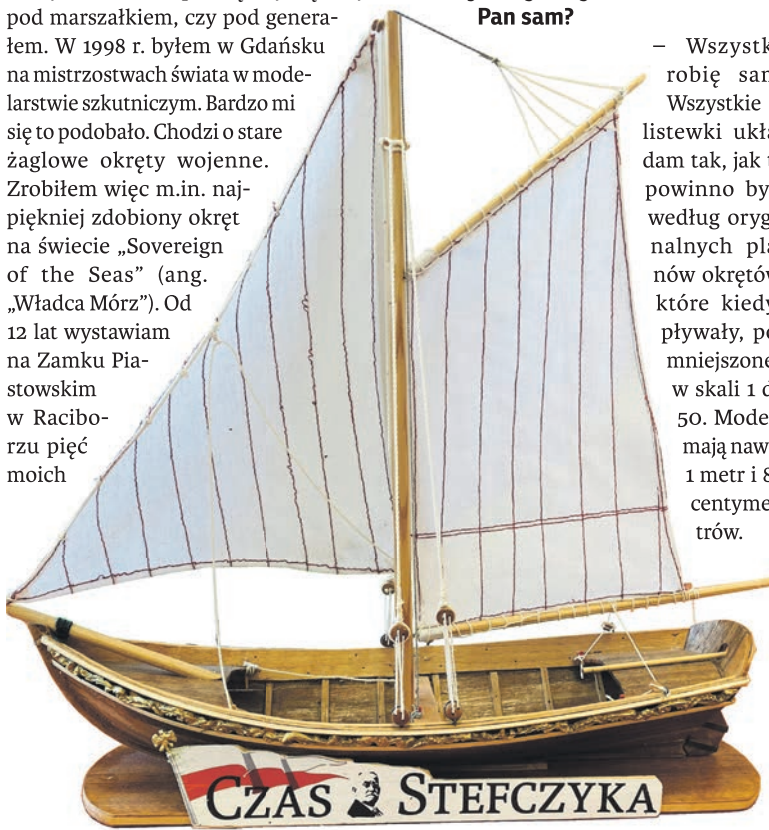 pod marszałkiem, czy pod genera-
łem. W 1998 r. byłem w Gdańsku
na mistrzostwach świata w mode-
larstwie szkutniczym. Bardzo mi
się to podobało. Chodzi o stare
żaglowe okręty wojenne.
Zrobiłem więc m.in. naj-
piękniej zdobiony okręt
na świecie „Sovereign
of the Seas” (ang.
„Władca Mórz”). Od
12 lat wystawiam
na Zamku Pia-
stowskim
w Racibo-
rzu pięć
moich
Pan sam?
– Wszystk
robię sam
Wszystkie
listewki ukła
dam tak, jak t
powinno by
według oryg
nalnych pla
nów okrętów
które kiedy
pływały, po
mniejszone
w skali 1 d
50. Mode
mają naw
1 metr i 8
centyme
trów.
CZAS STEFCZYKA